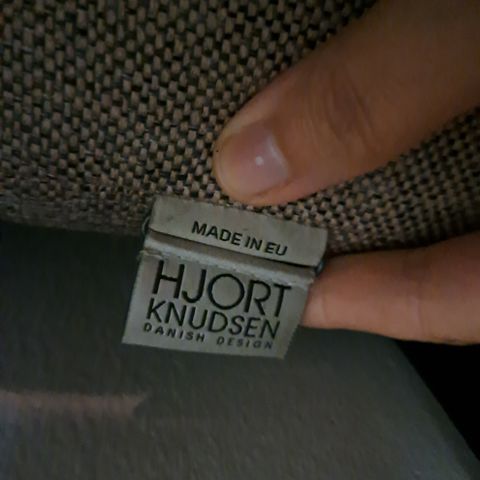 MADE IN EU
HJORT
KNUDSEN
DANISH DESIGN